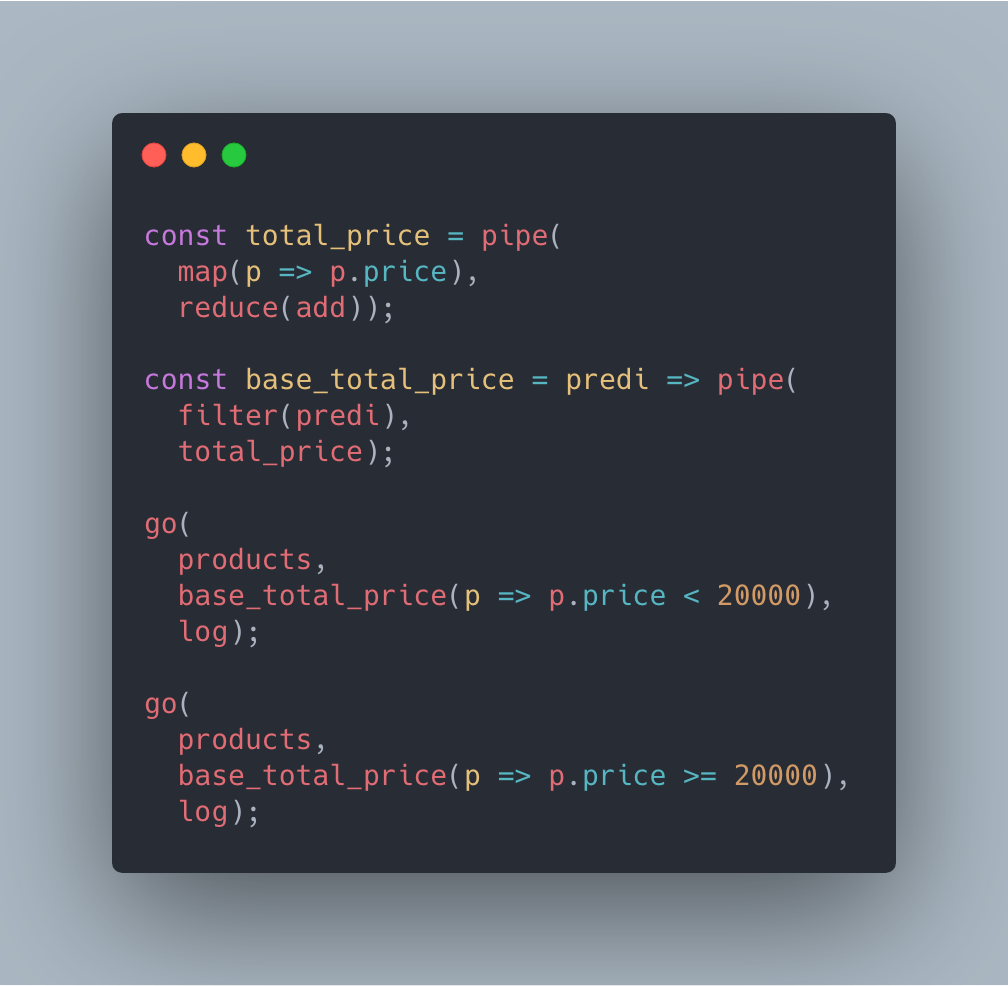 const total_price = pipe(
  map(p => p.price),
  reduce(add));

const base_total_price = predi => pipe(
  filter(predi),
  total_price);

go(
  products,
  base_total_price(p => p.price < 20000),
  log);

go(
  products,
  base_total_price(p => p.price >= 20000),
  log);